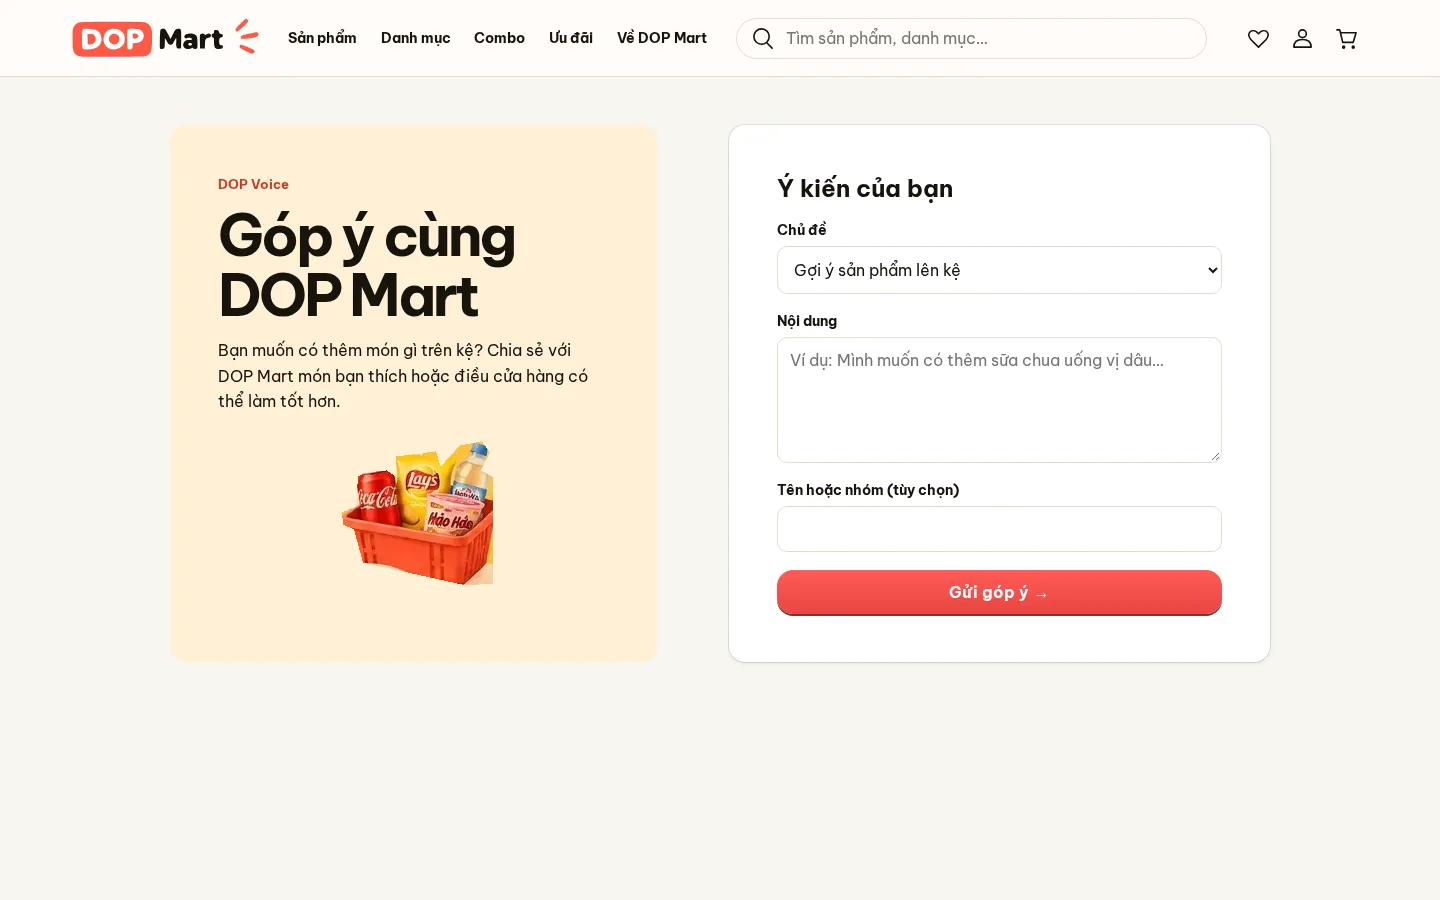 DOP Mart
Sản phẩm
Danh mục
Combo
Ưu đãi
Về DOP Mart
Tìm sản phẩm, danh mục...
DOP Voice
Góp ý cùng
DOP Mart
Bạn muốn có thêm món gì trên kệ? Chia sẻ với
DOP Mart món bạn thích hoặc điều cửa hàng có
thể làm tốt hơn.
Coca-Cola
Lay's
Hảo Hảo
Ý kiến của bạn
Chủ đề
Gợi ý sản phẩm lên kệ
Nội dung
Ví dụ: Mình muốn có thêm sữa chua uống vị dâu...
Tên hoặc nhóm (tùy chọn)
Gửi góp ý →